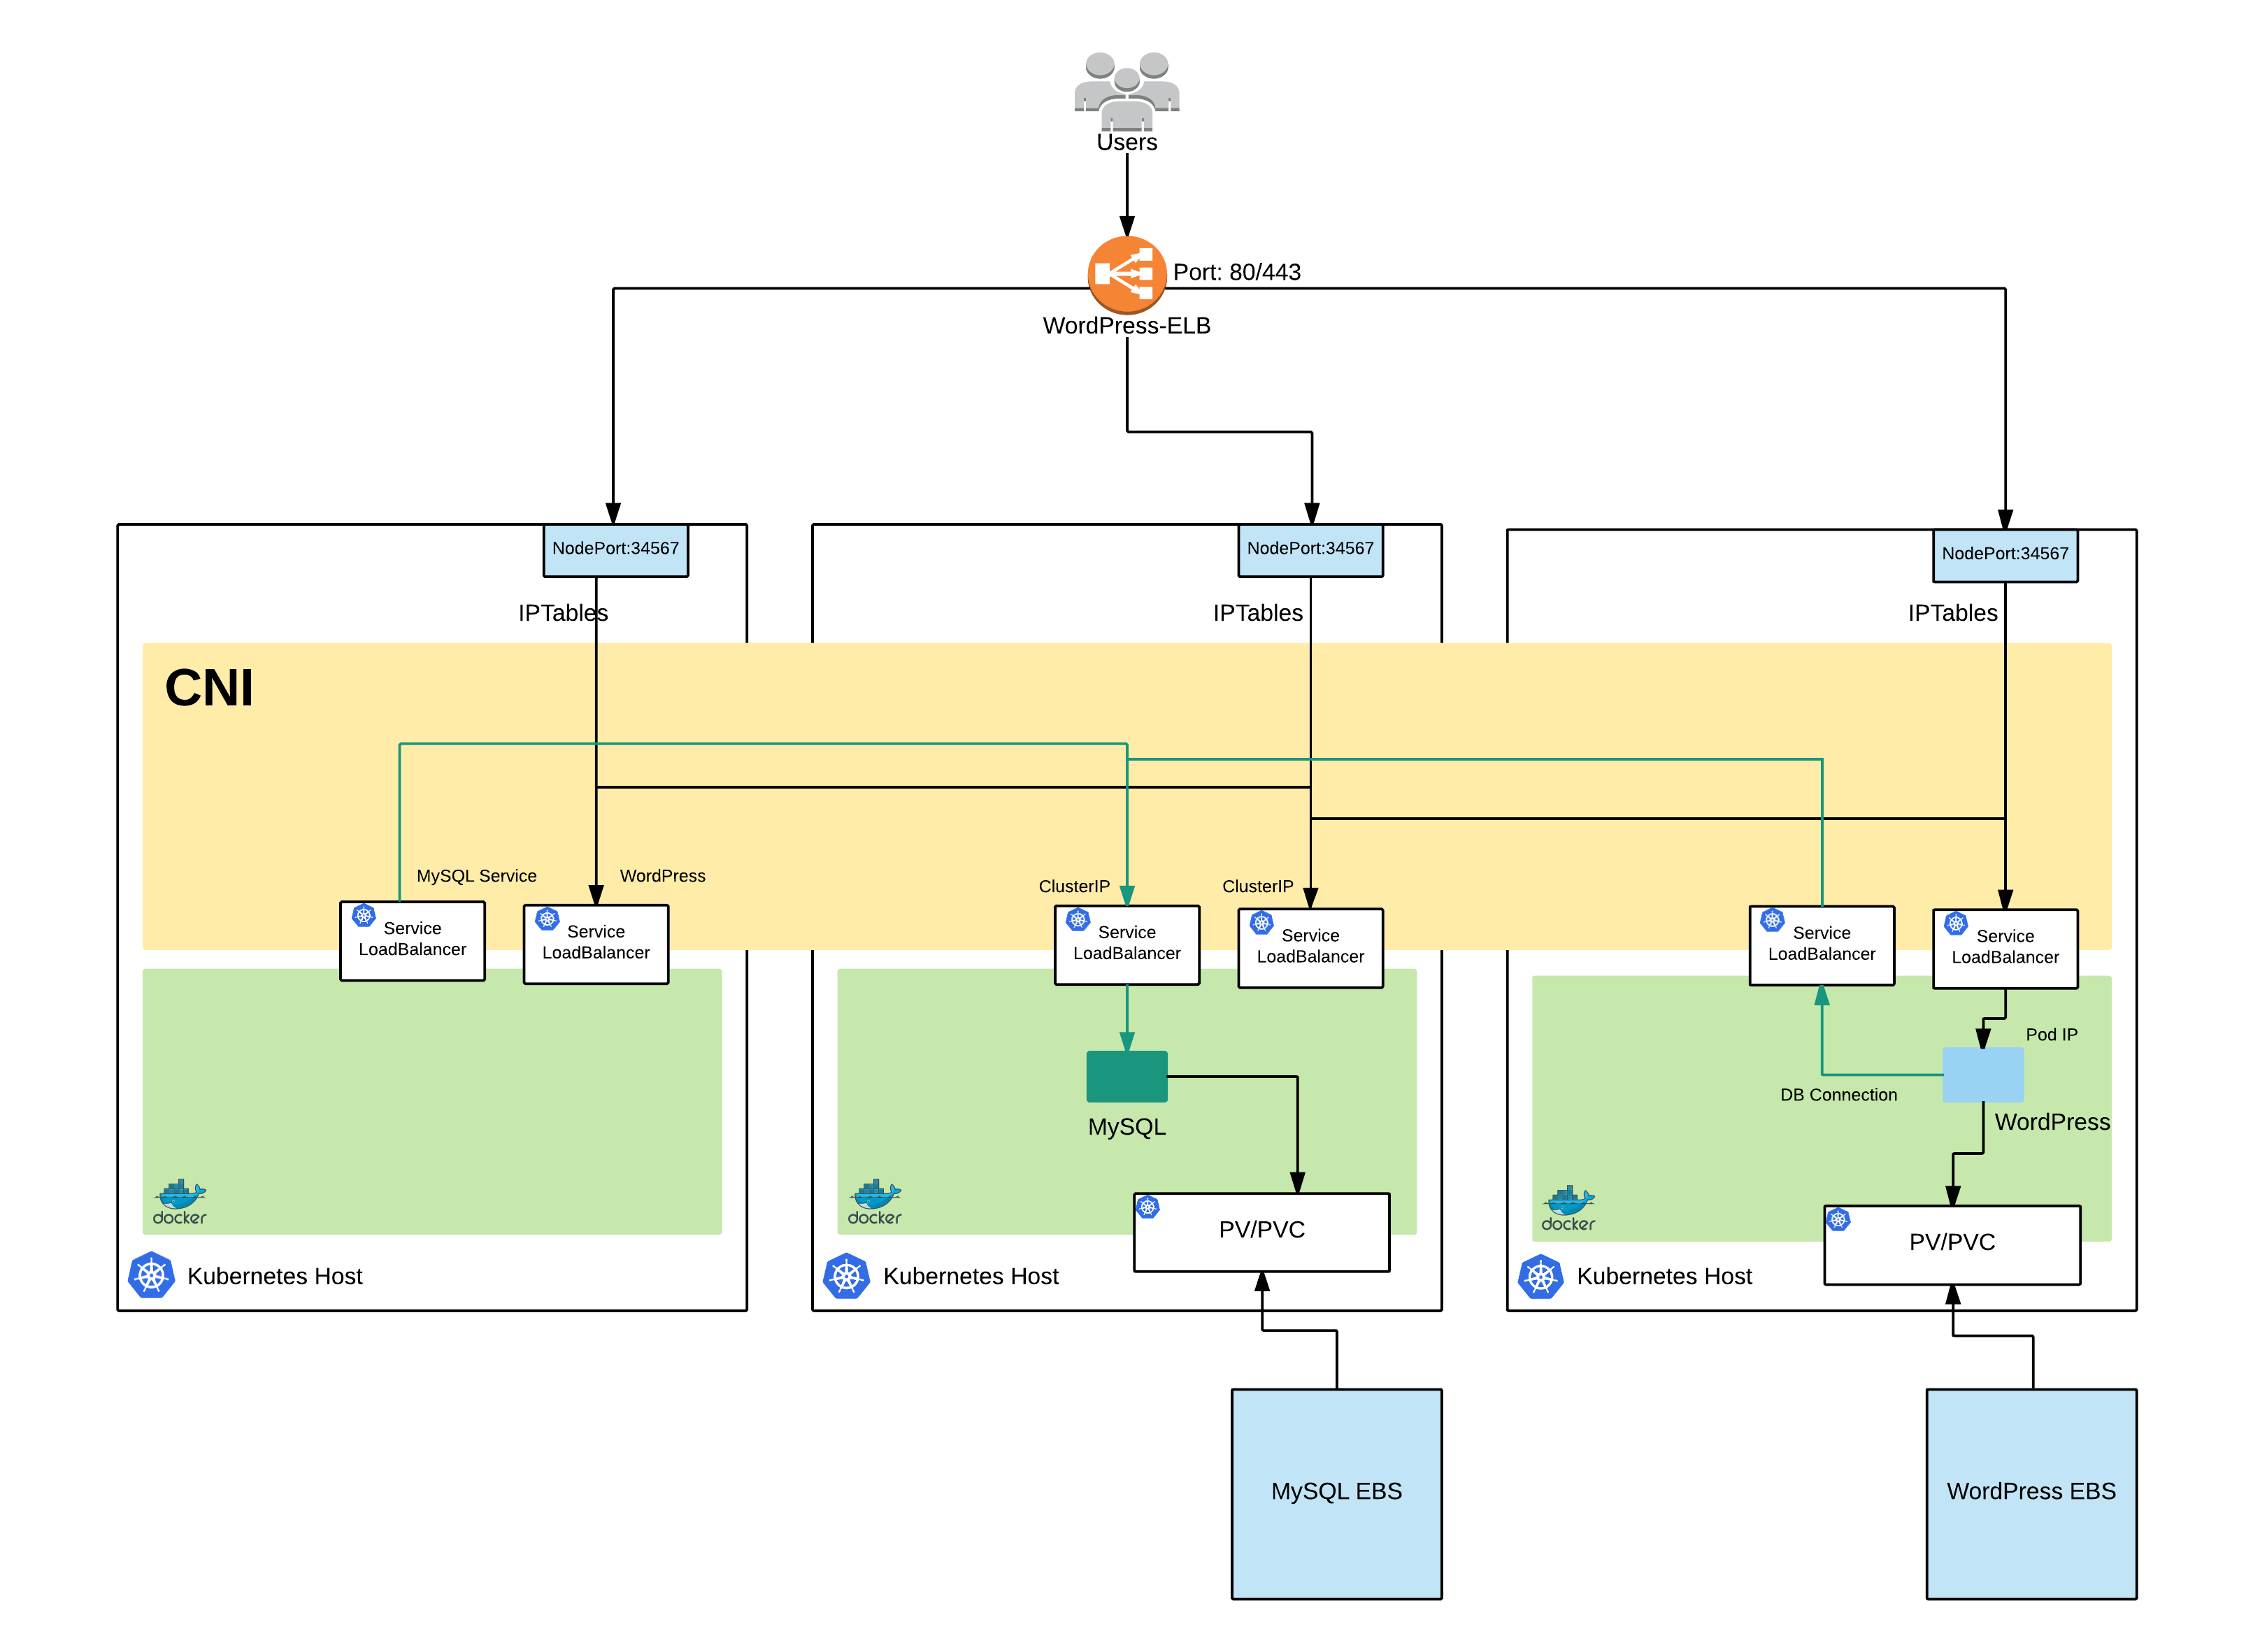 Users
Port: 80/443
WordPress-ELB
NodePort:34567
NodePort:34567
NodePort:34567
IPTables
IPTables
IPTables
CNI
MySQL Service
WordPress
ClusterIP
ClusterIP
Service
LoadBalancer
Service
LoadBalancer
Service
LoadBalancer
Service
LoadBalancer
Service
LoadBalancer
Service
LoadBalancer
Pod IP
DB Connection
MySQL
WordPress
docker
docker
docker
PV/PVC
PV/PVC
Kubernetes Host
Kubernetes Host
Kubernetes Host
MySQL EBS
WordPress EBS